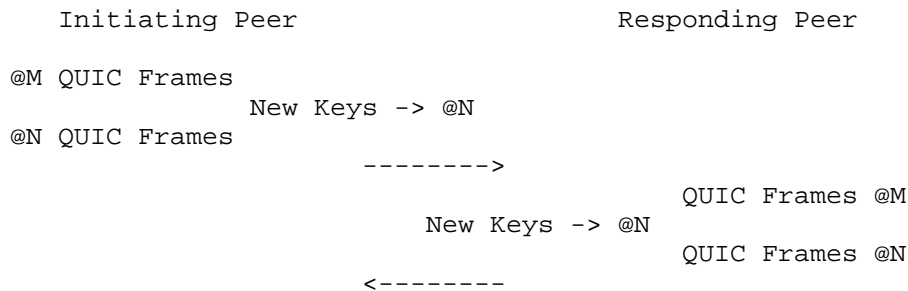 Initiating Peer Responding Peer
@M QUIC Frames
New Keys -> @N
@N QUIC Frames
-------->
QUIC Frames @M
New Keys -> @N
QUIC Frames @N
<--------